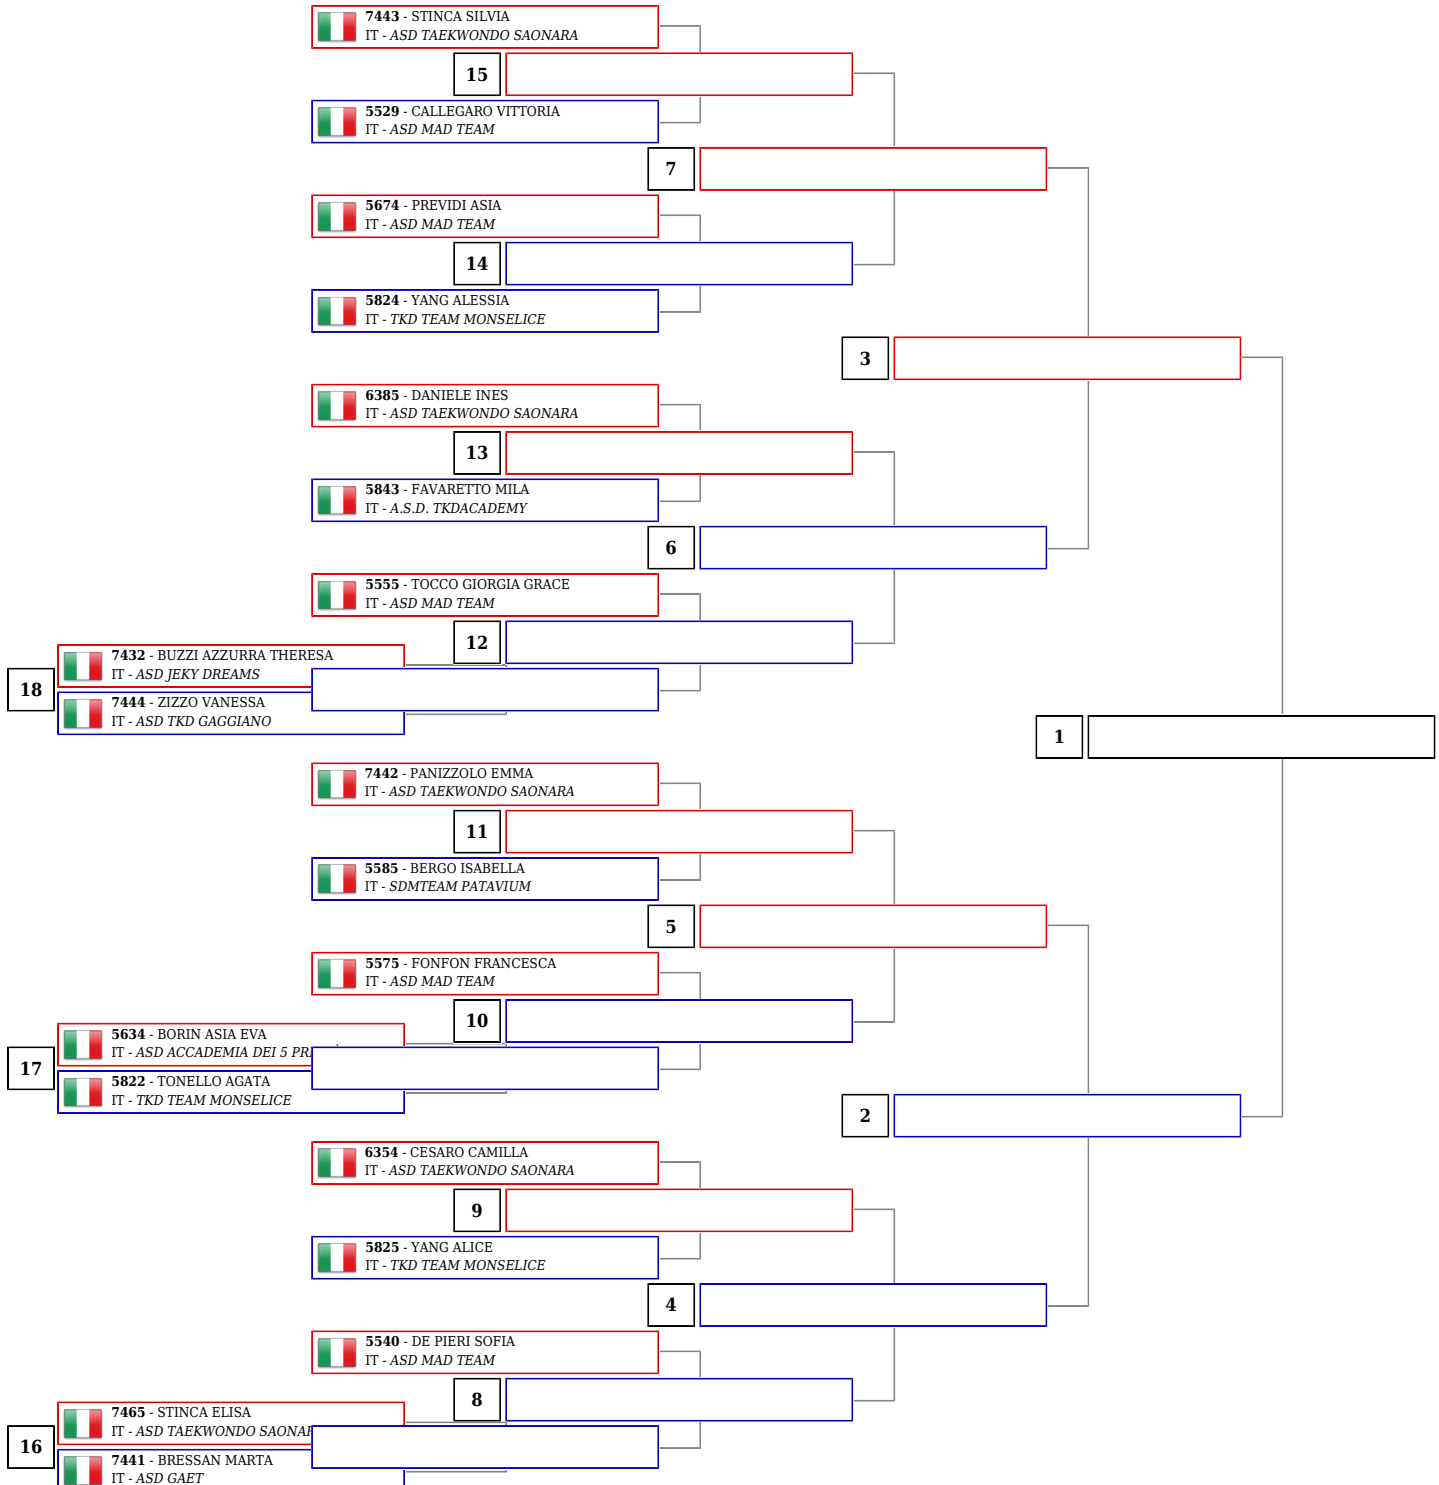 7443 - STINCA SILVIA
IT - ASD TAEKWONDO SAONARA
15
5529 - CALLEGARO VITTORIA
IT - ASD MAD TEAM
7
5674 - PREVIDI ASIA
IT - ASD MAD TEAM
14
5824 - YANG ALESSIA
IT - TKD TEAM MONSELICE
3
6385 - DANIELE INES
IT - ASD TAEKWONDO SAONARA
13
5843 - FAVARETTO MILA
IT - A.S.D. TKDACADEMY
6
5555 - TOCCO GIORGIA GRACE
IT - ASD MAD TEAM
12
7432 - BUZZI AZZURRA THERESA
IT - ASD JEKY DREAMS
18
7444 - ZIZZO VANESSA
IT - ASD TKD GAGGIANO
1
7442 - PANIZZOLO EMMA
IT - ASD TAEKWONDO SAONARA
11
5585 - BERGO ISABELLA
IT - SDMTEAM PATAVIUM
5
5575 - FONFON FRANCESCA
IT - ASD MAD TEAM
10
5634 - BORIN ASIA EVA
IT - ASD ACCADEMIA DEI 5
17
5822 - TONELLO AGATA
IT - TKD TEAM MONSELICE
2
6354 - CESARO CAMILLA
IT - ASD TAEKWONDO SAONARA
9
5825 - YANG ALICE
IT - TKD TEAM MONSELICE
4
5540 - DE PIERI SOFIA
IT - ASD MAD TEAM
8
7465 - STINCA ELISA
IT - ASD TAEKWONDO
16
7441 - BRESSAN MARTA
IT - ASD GAET